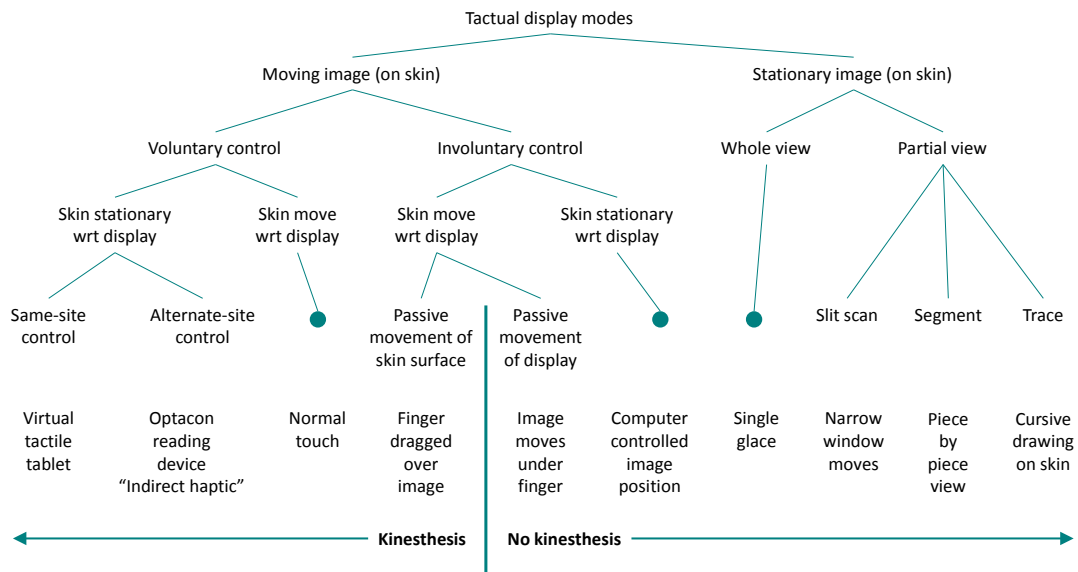 Tactual display modes
Moving image (on skin)
Stationary image (on skin)
Voluntary control
Involuntary control
Whole view
Partial view
Skin stationary
wrt display
Skin move
wrt display
Skin move
wrt display
Skin stationary
wrt display
Same-site
control
Alternate-site
control
Passive
movement of
skin surface
Passive
movement
of display
Slit scan
Segment
Trace
Virtual
tactile
tablet
Optacon
reading
device
“Indirect haptic”
Normal
touch
Finger
dragged
over
image
Image
moves
under
finger
Computer
controlled
image
position
Single
glace
Narrow
window
moves
Piece
by
piece
view
Cursive
drawing
on skin
Kinesthesis
No kinesthesis